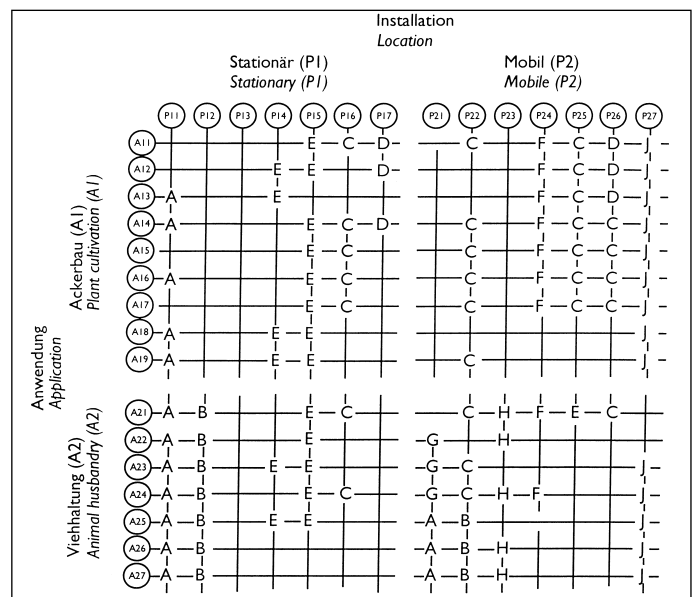 Installation
Location
Stationär (P1) Mobil (P2)
Stationary (P1) Mobile (P2)
P11 P12 P13 P14 P15 P16 P17 P21 P22 P23 P24 P25 P26 P27
A11 E C D C F C D J
A12 E E D F C D J
A13 A E F C D J
A14 A E C D C F C C J
A15 E C C F C C J
A16 A E C C F C C J
A17 E C C F C C J
A18 A E E J
A19 A E E C J
A21 A B E C C H F E C
A22 A B E G H
A23 A B E E G C J
A24 A B E C G C H F J
A25 A B E E A B J
A26 A B A B H J
A27 A B A B H J
Anwendung
Application
Ackerbau (A1)
Plant cultivation (A1)
Viehhaltung (A2)
Animal husbandry (A2)